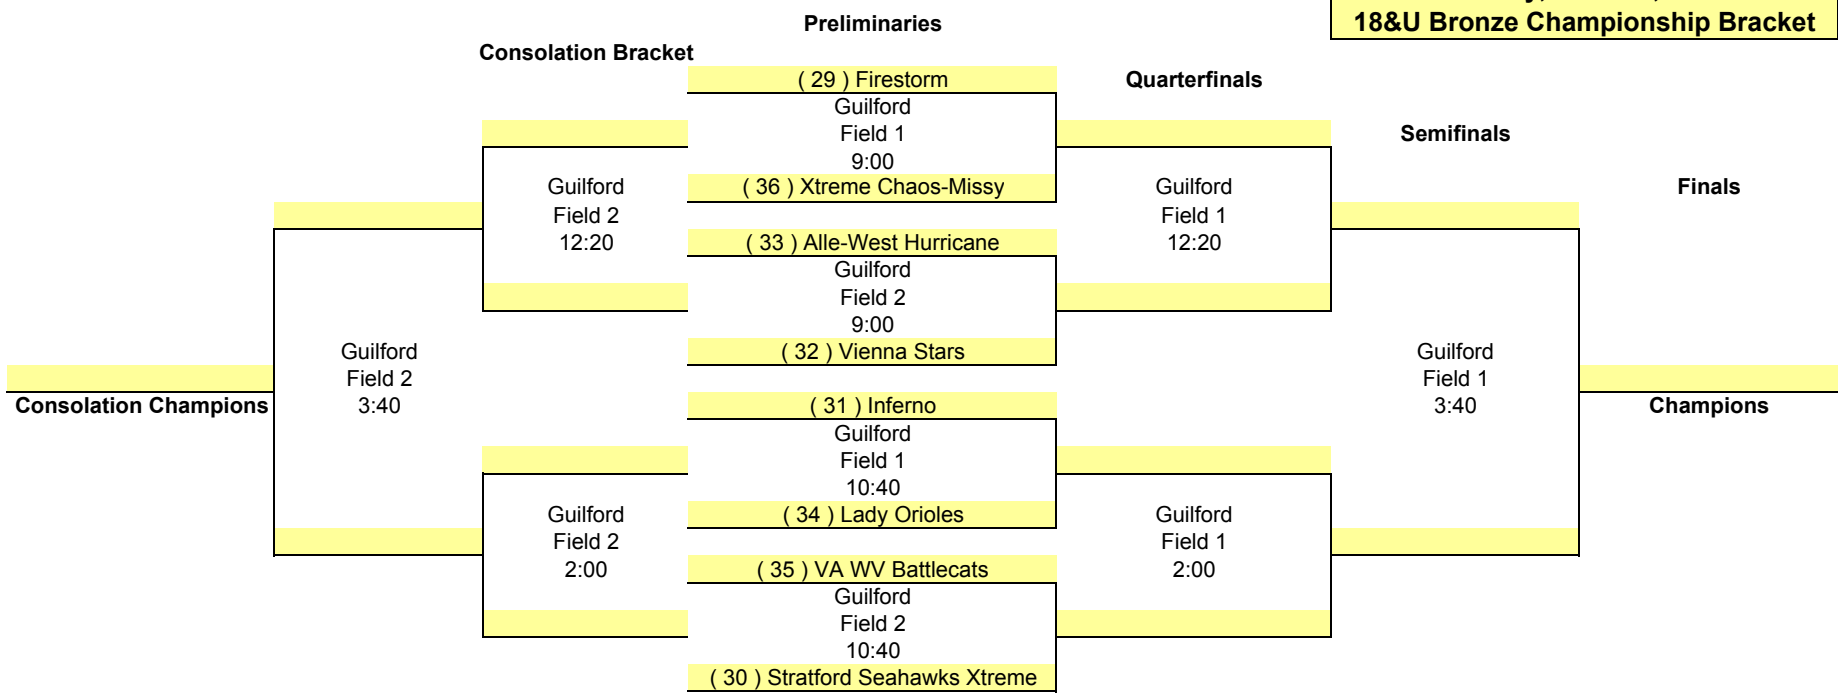 Preliminaries
18&U Bronze Championship Bracket
Consolation Bracket
( 29 ) Firestorm
Quarterfinals
Guilford
Field 1
9:00
Semifinals
( 36 ) Xtreme Chaos-Missy
Guilford
Field 2
12:20
Guilford
Field 1
12:20
Finals
( 33 ) Alle-West Hurricane
Guilford
Field 2
9:00
( 32 ) Vienna Stars
Guilford
Field 2
3:40
Guilford
Field 1
3:40
Consolation Champions
Champions
( 31 ) Inferno
Guilford
Field 1
10:40
( 34 ) Lady Orioles
Guilford
Field 2
2:00
Guilford
Field 1
2:00
( 35 ) VA WV Battlecats
Guilford
Field 2
10:40
( 30 ) Stratford Seahawks Xtreme